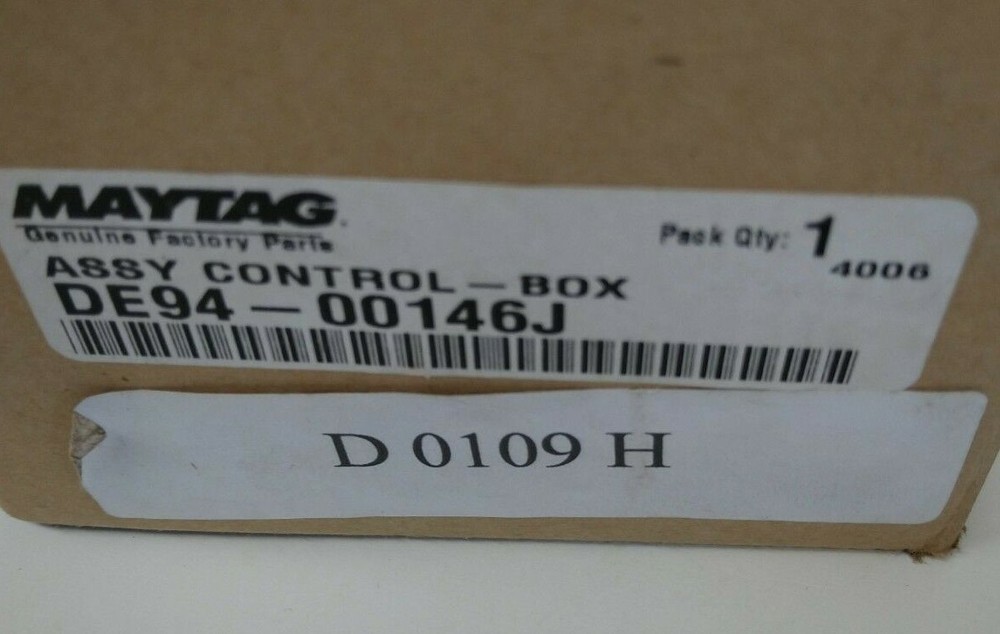 MAYTAG.
Genuine Factory Parts
Pack Qty: 1
4006
ASSY CONTROL-BOX
DE94-00146J
D 0109 H